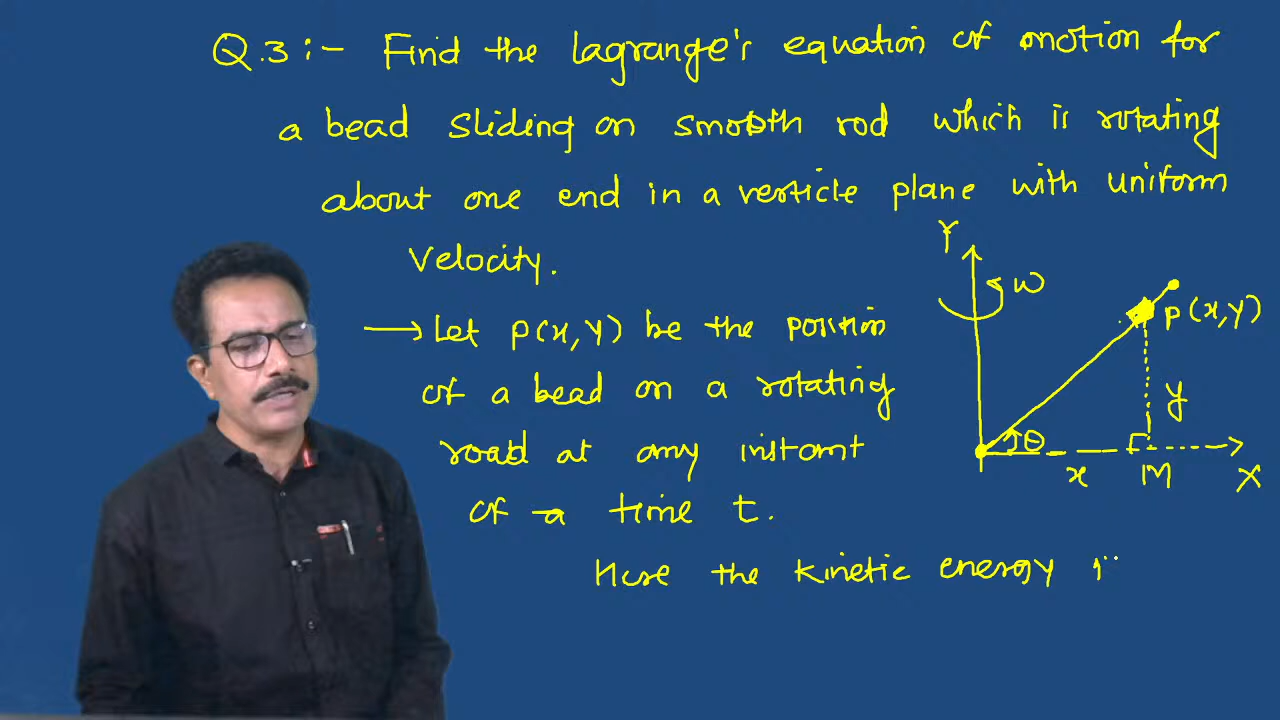 Q.3 :- Find the lagrange's equation of motion for
a bead sliding on smooth rod which is rotating
about one end in a verticle plane with uniform
velocity.
→ Let P(x,y) be the position
of a bead on a rotating
road at any instant
of a time t.
Here the kinetic energy
Y
ω
P(x,y)
y
θ
x
M
X